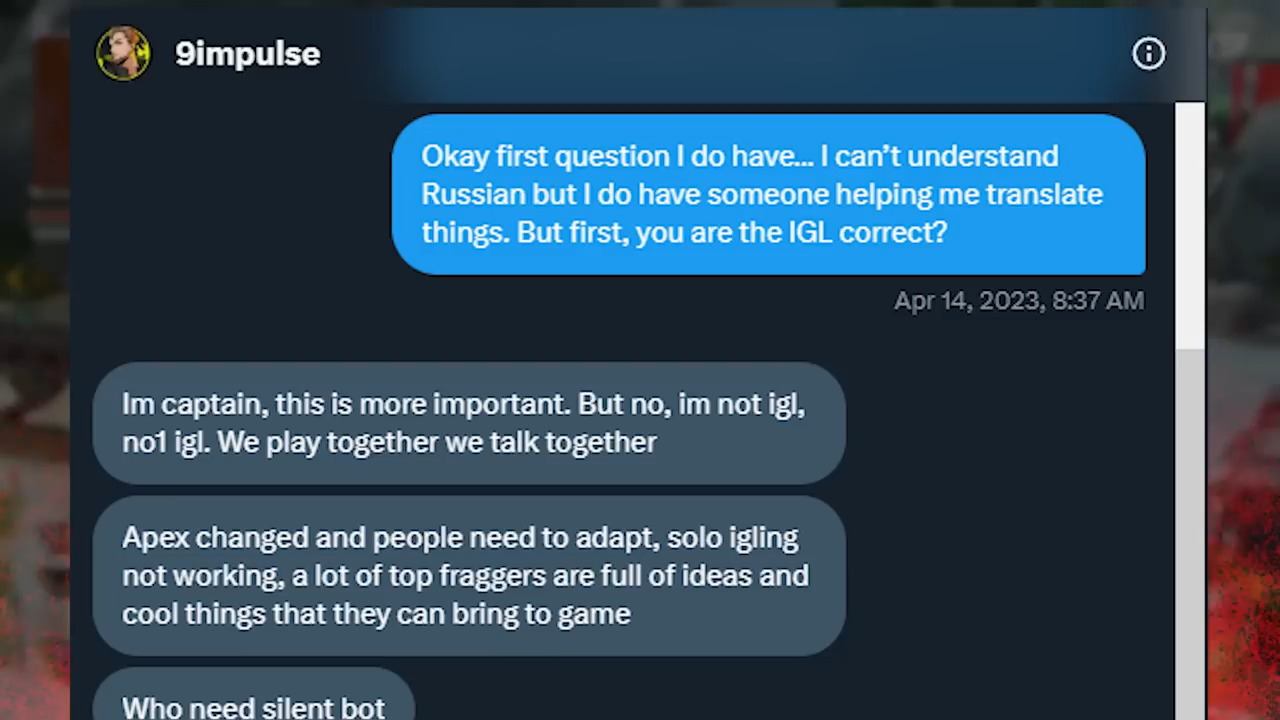 9impulse
Okay first question I do have... I can't understand
Russian but I do have someone helping me translate
things. But first, you are the IGL correct?
Apr 14, 2023, 8:37 AM
Im captain, this is more important. But no, im not igl,
no1 igl. We play together we talk together
Apex changed and people need to adapt, solo igling
not working, a lot of top fraggers are full of ideas and
cool things that they can bring to game
Who need silent bot